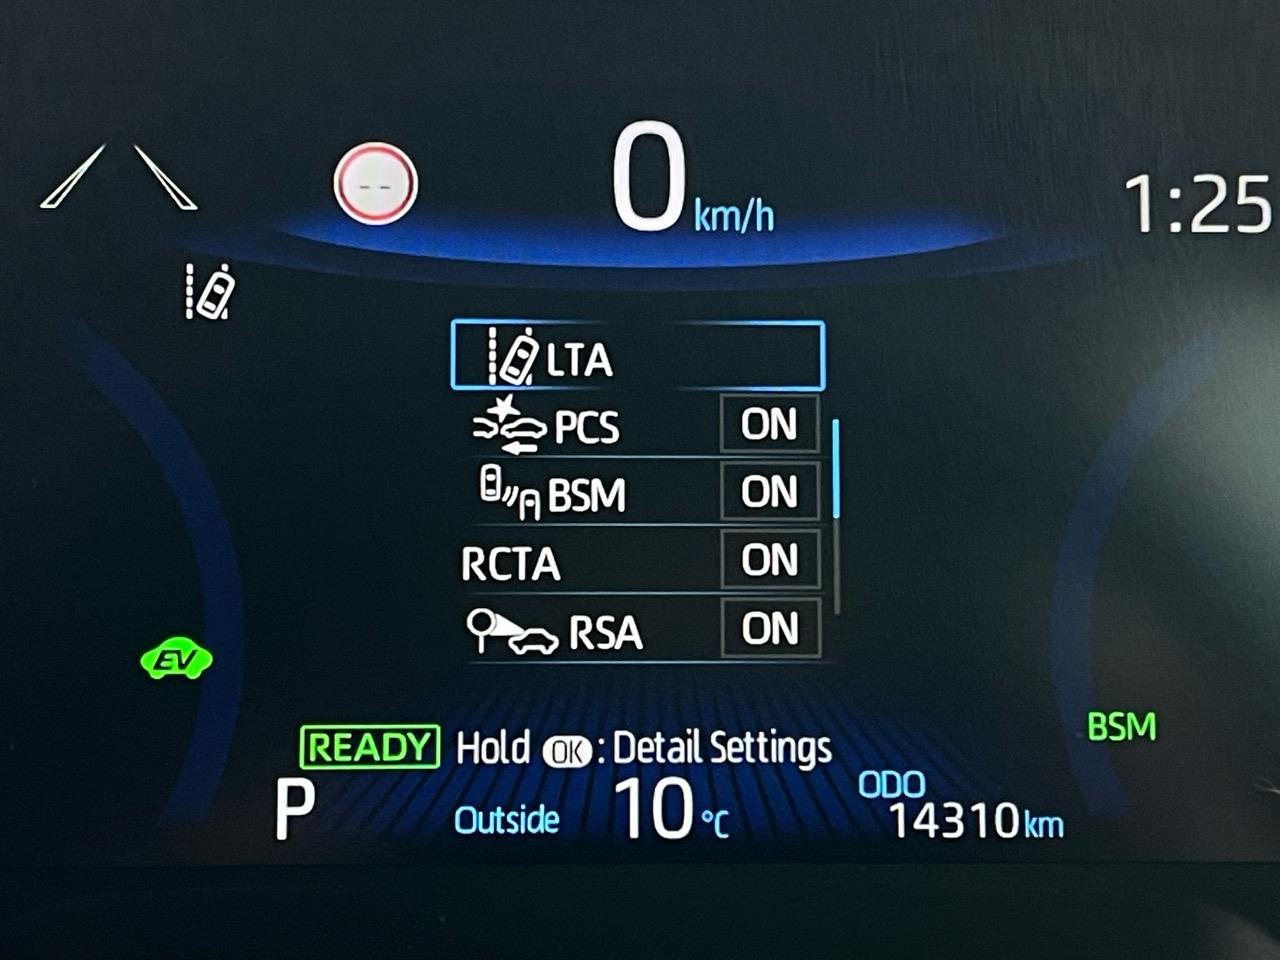 --
0 km/h
1:25
LTA
PCS ON
BSM ON
RCTA ON
RSA ON
EV
BSM
READY Hold OK : Detail Settings
P Outside 10 °C
ODO
14310 km